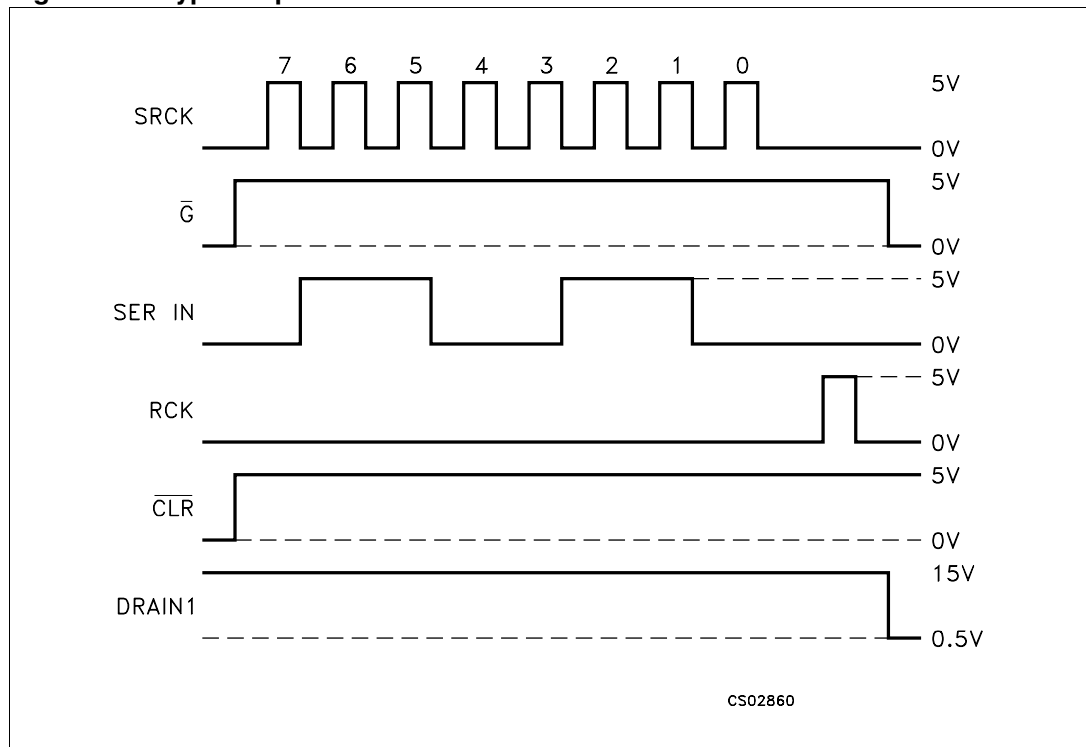 7 6 5 4 3 2 1 0
SRCK 5V
0V
G̅ 5V
0V
SER IN 5V
0V
RCK 5V
0V
C̅L̅R̅ 5V
0V
DRAIN1 15V
0.5V
CS02860